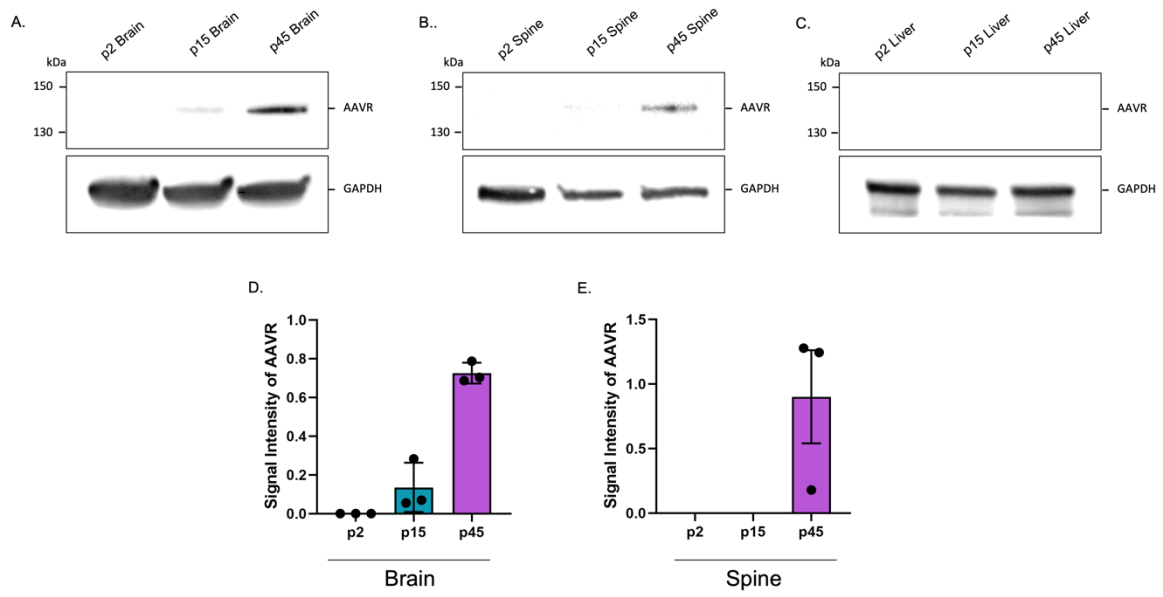 A.
p2 Brain
p15 Brain
p45 Brain
kDa
150
130
AAVR
GAPDH
B..
p2 Spine
p15 Spine
p45 Spine
kDa
150
130
AAVR
GAPDH
C.
p2 Liver
p15 Liver
p45 Liver
kDa
150
130
AAVR
GAPDH
D.
Signal Intensity of AAVR
1.0
0.8
0.6
0.4
0.2
0.0
p2 p15 p45
Brain
E.
Signal Intensity of AAVR
1.5
1.0
0.5
0.0
p2 p15 p45
Spine